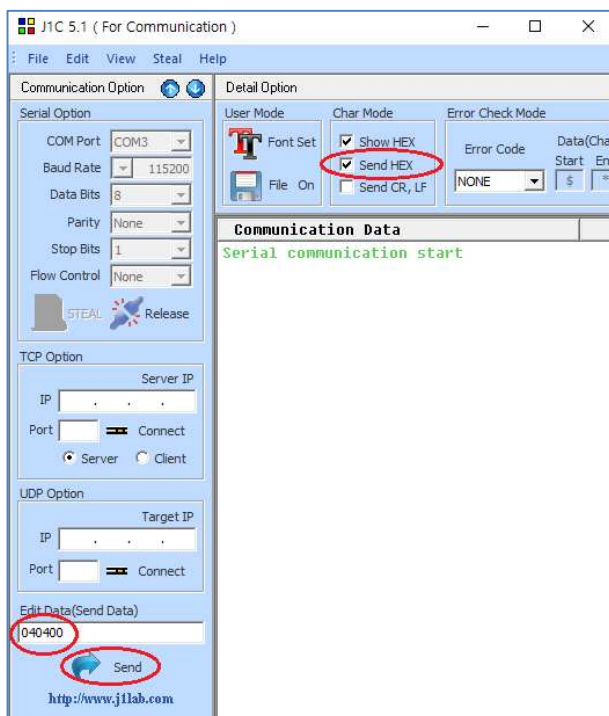 J1C 5.1 ( For Communication )
File Edit View Steal Help
Communication Option
Serial Option
COM Port COM3
Baud Rate 115200
Data Bits 8
Parity None
Stop Bits 1
Flow Control None
STEAL Release
TCP Option
Server IP
IP . . .
Port Connect
Server Client
UDP Option
Target IP
IP . . .
Port Connect
Edit Data(Send Data)
040400
Send
http://www.j1lab.com
Detail Option
User Mode
Font Set
File On
Char Mode
Show HEX
Send HEX
Send CR, LF
Error Check Mode
Error Code
NONE
Data(Cha
Start En
$ *
Communication Data
Serial communication start